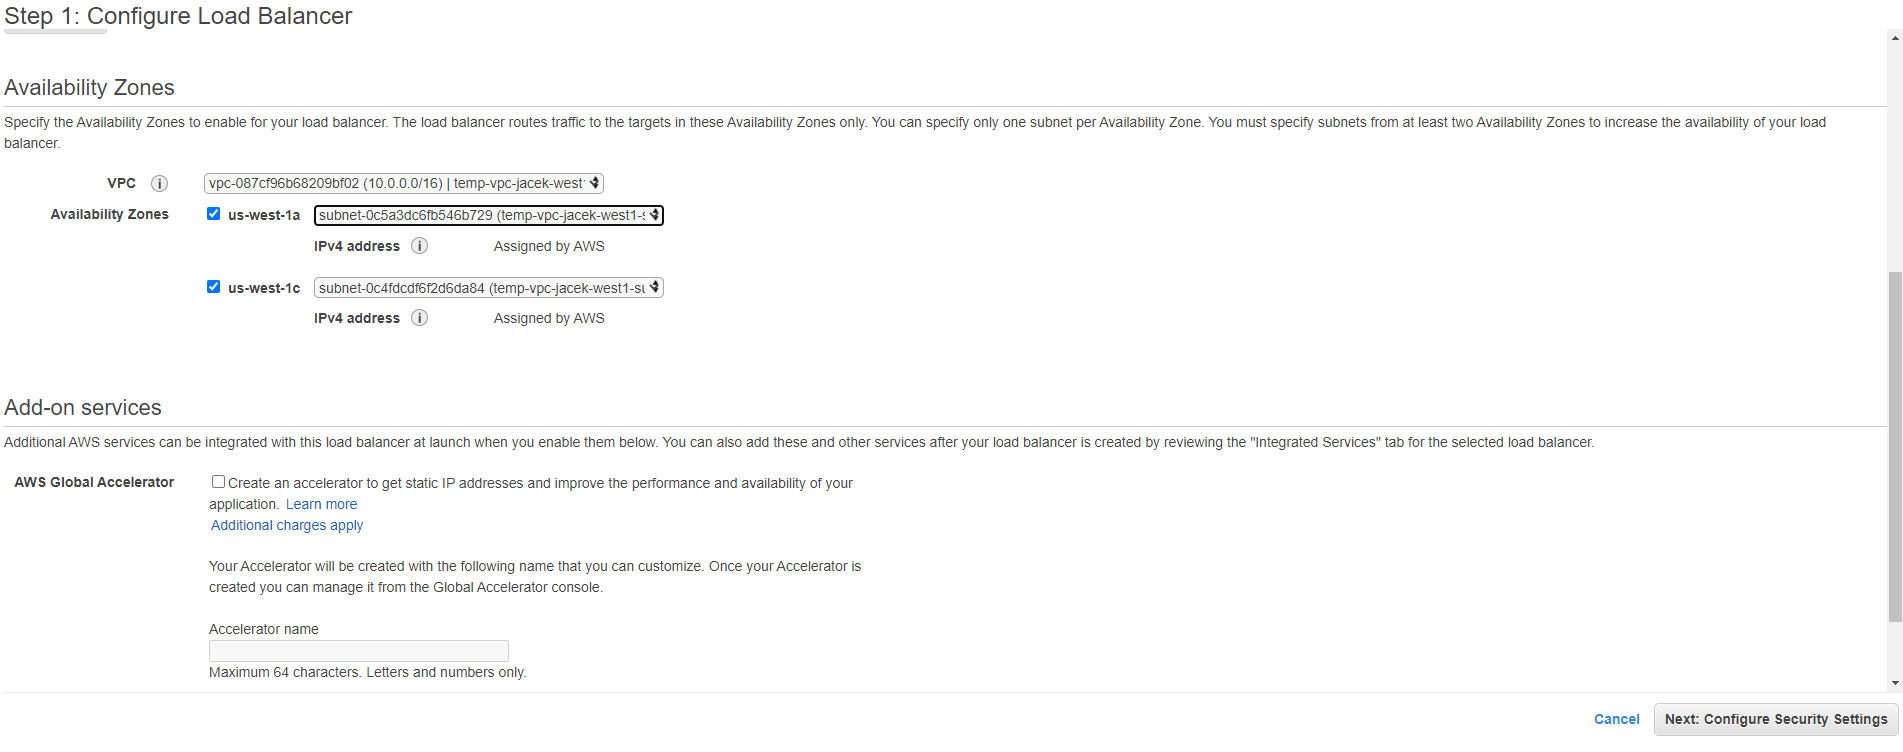 Step 1: Configure Load Balancer
Availability Zones
Specify the Availability Zones to enable for your load balancer. The load balancer routes traffic to the targets in these Availability Zones only. You can specify only one subnet per Availability Zone. You must specify subnets from at least two Availability Zones to increase the availability of your load
balancer.
VPC i vpc-087cf96b68209bf02 (10.0.0.0/16) | temp-vpc-jacek-west
Availability Zones us-west-1a subnet-0c5a3dc6fb546b729 (temp-vpc-jacek-west1-s
IPv4 address i Assigned by AWS
us-west-1c subnet-0c4fdcdf6f2d6da84 (temp-vpc-jacek-west1-su
IPv4 address i Assigned by AWS
Add-on services
Additional AWS services can be integrated with this load balancer at launch when you enable them below. You can also add these and other services after your load balancer is created by reviewing the "Integrated Services" tab for the selected load balancer.
AWS Global Accelerator Create an accelerator to get static IP addresses and improve the performance and availability of your
application. Learn more
Additional charges apply
Your Accelerator will be created with the following name that you can customize. Once your Accelerator is
created you can manage it from the Global Accelerator console.
Accelerator name
Maximum 64 characters. Letters and numbers only.
Cancel Next: Configure Security Settings